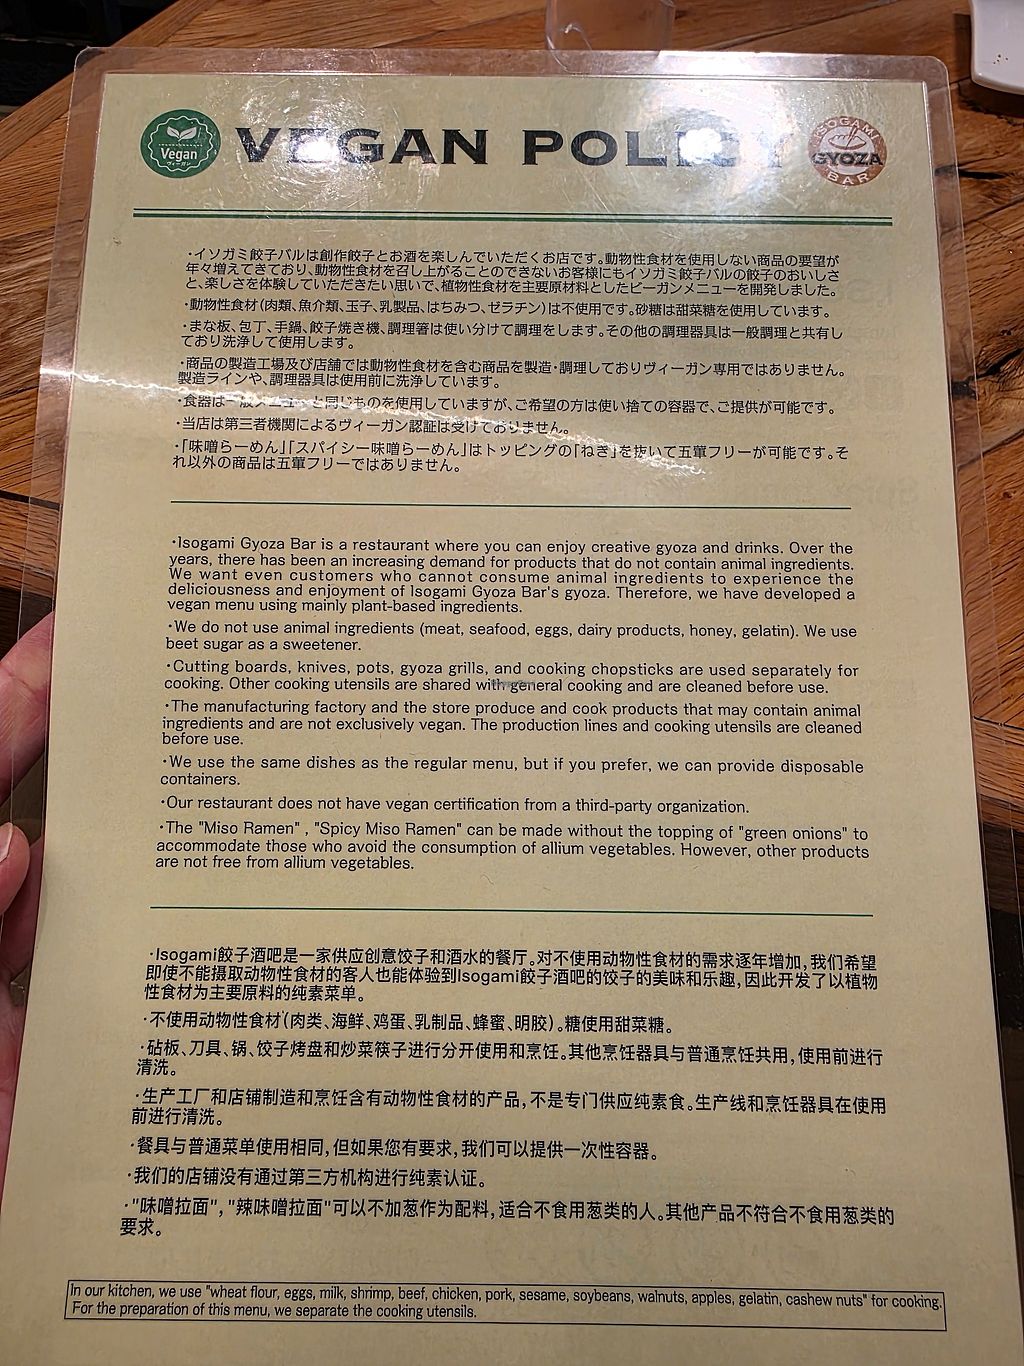 Vegan
ヴィーガン
VEGAN POLICY
ISOGAMI
GYOZA
BAR
・イソガミ餃子バルは創作餃子とお酒を楽しんでいただくお店です。動物性食材を使用しない商品の要望が
年々増えてきており、動物性食材を召し上がることのできないお客様にもイソガミ餃子バルの餃子のおいしさ
と、楽しさを体験していただきたい思いで、植物性食材を主要原材料としたビーガンメニューを開発しました。
・動物性食材(肉類、魚介類、玉子、乳製品、はちみつ、ゼラチン)は不使用です。砂糖は甜菜糖を使用しています。
・まな板、包丁、手鍋、餃子焼き機、調理箸は使い分けて調理をします。その他の調理器具は一般調理と共有し
ており洗浄して使用します。
・商品の製造工場及び店舗では動物性食材を含む商品を製造・調理しておりヴィーガン専用ではありません。
製造ラインや、調理器具は使用前に洗浄しています。
・食器は一般メニューと同じものを使用していますが、ご希望の方は使い捨ての容器で、ご提供が可能です。
・当店は第三者機関によるヴィーガン認証は受けておりません。
・「味噌らーめん」「スパイシー味噌らーめん」はトッピングの「ねぎ」を抜いて五葷フリーが可能です。そ
れ以外の商品は五葷フリーではありません。
・Isogami Gyoza Bar is a restaurant where you can enjoy creative gyoza and drinks. Over the
years, there has been an increasing demand for products that do not contain animal ingredients.
We want even customers who cannot consume animal ingredients to experience the
deliciousness and enjoyment of Isogami Gyoza Bar's gyoza. Therefore, we have developed a
vegan menu using mainly plant-based ingredients.
・We do not use animal ingredients (meat, seafood, eggs, dairy products, honey, gelatin). We use
beet sugar as a sweetener.
・Cutting boards, knives, pots, gyoza grills, and cooking chopsticks are used separately for
cooking. Other cooking utensils are shared with general cooking and are cleaned before use.
・The manufacturing factory and the store produce and cook products that may contain animal
ingredients and are not exclusively vegan. The production lines and cooking utensils are cleaned
before use.
・We use the same dishes as the regular menu, but if you prefer, we can provide disposable
containers.
・Our restaurant does not have vegan certification from a third-party organization.
・The "Miso Ramen" , "Spicy Miso Ramen" can be made without the topping of "green onions" to
accommodate those who avoid the consumption of allium vegetables. However, other products
are not free from allium vegetables.
・Isogami餃子酒吧是一家供应创意饺子和酒水的餐厅。对不使用动物性食材的需求逐年增加,我们希望
即使不能摄取动物性食材的客人也能体验到Isogami餃子酒吧的饺子的美味和乐趣,因此开发了以植物
性食材为主要原料的纯素菜单。
・不使用动物性食材(肉类、海鲜、鸡蛋、乳制品、蜂蜜、明胶)。糖使用甜菜糖。
・砧板、刀具、锅、饺子烤盘和炒菜筷子进行分开使用和烹饪。其他烹饪器具与普通烹饪共用,使用前进行
清洗。
・生产工厂和店铺制造和烹饪含有动物性食材的产品,不是专门供应纯素食。生产线和烹饪器具在使用
前进行清洗。
・餐具与普通菜单使用相同,但如果您有要求,我们可以提供一次性容器。
・我们的店铺没有通过第三方机构进行纯素认证。
・"味噌拉面","辣味噌拉面"可以不加葱作为配料,适合不食用葱类的人。其他产品不符合不食用葱类的
要求。
In our kitchen, we use "wheat flour, eggs, milk, shrimp, beef, chicken, pork, sesame, soybeans, walnuts, apples, gelatin, cashew nuts" for cooking.
For the preparation of this menu, we separate the cooking utensils.